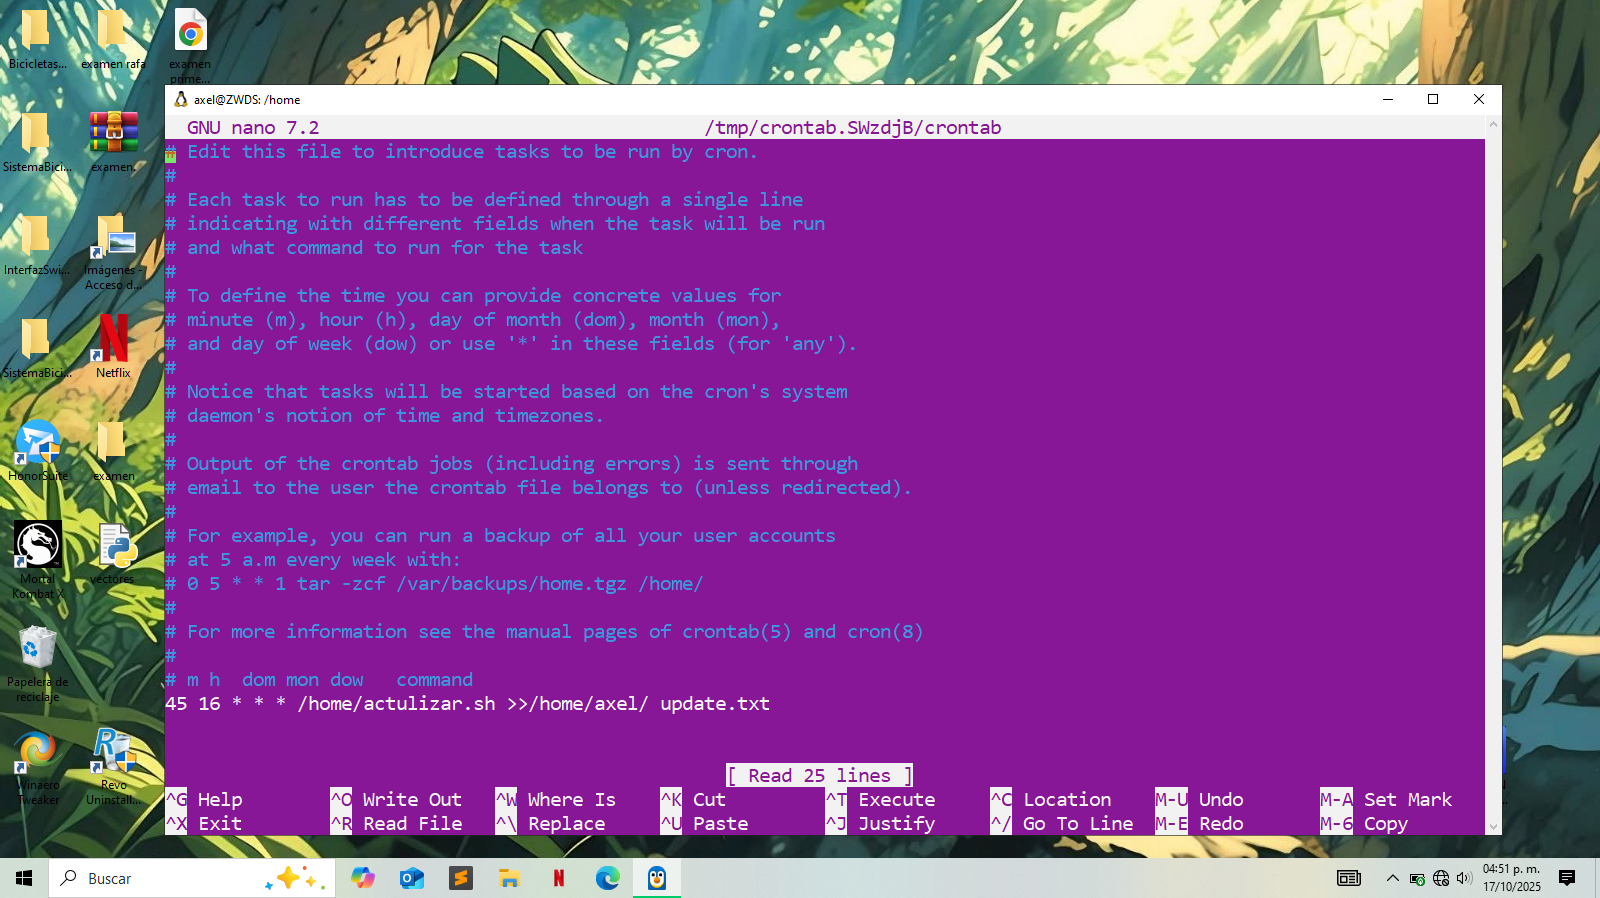 Bicicletas...
examen rafa
examen
prime...
SistemaBici...
examen.
InterfazSwi...
Imágenes -
Acceso d...
SistemaBici...
Netflix
HonorSuite
examen
Mortal
Kombat X
vectores
Papelera de
reciclaje
Winaero
Tweaker
Revo
Uninstall...
axel@ZWDS: /home
GNU nano 7.2 /tmp/crontab.SWzdjB/crontab
# Edit this file to introduce tasks to be run by cron.
#
# Each task to run has to be defined through a single line
# indicating with different fields when the task will be run
# and what command to run for the task
#
# To define the time you can provide concrete values for
# minute (m), hour (h), day of month (dom), month (mon),
# and day of week (dow) or use '*' in these fields (for 'any').
#
# Notice that tasks will be started based on the cron's system
# daemon's notion of time and timezones.
#
# Output of the crontab jobs (including errors) is sent through
# email to the user the crontab file belongs to (unless redirected).
#
# For example, you can run a backup of all your user accounts
# at 5 a.m every week with:
# 0 5 * * 1 tar -zcf /var/backups/home.tgz /home/
#
# For more information see the manual pages of crontab(5) and cron(8)
#
# m h  dom mon dow   command
45 16 * * * /home/actulizar.sh >>/home/axel/ update.txt
[ Read 25 lines ]
^G Help ^O Write Out ^W Where Is ^K Cut ^T Execute ^C Location M-U Undo M-A Set Mark
^X Exit ^R Read File ^\ Replace ^U Paste ^J Justify ^/ Go To Line M-E Redo M-6 Copy
Buscar
04:51 p. m.
17/10/2025